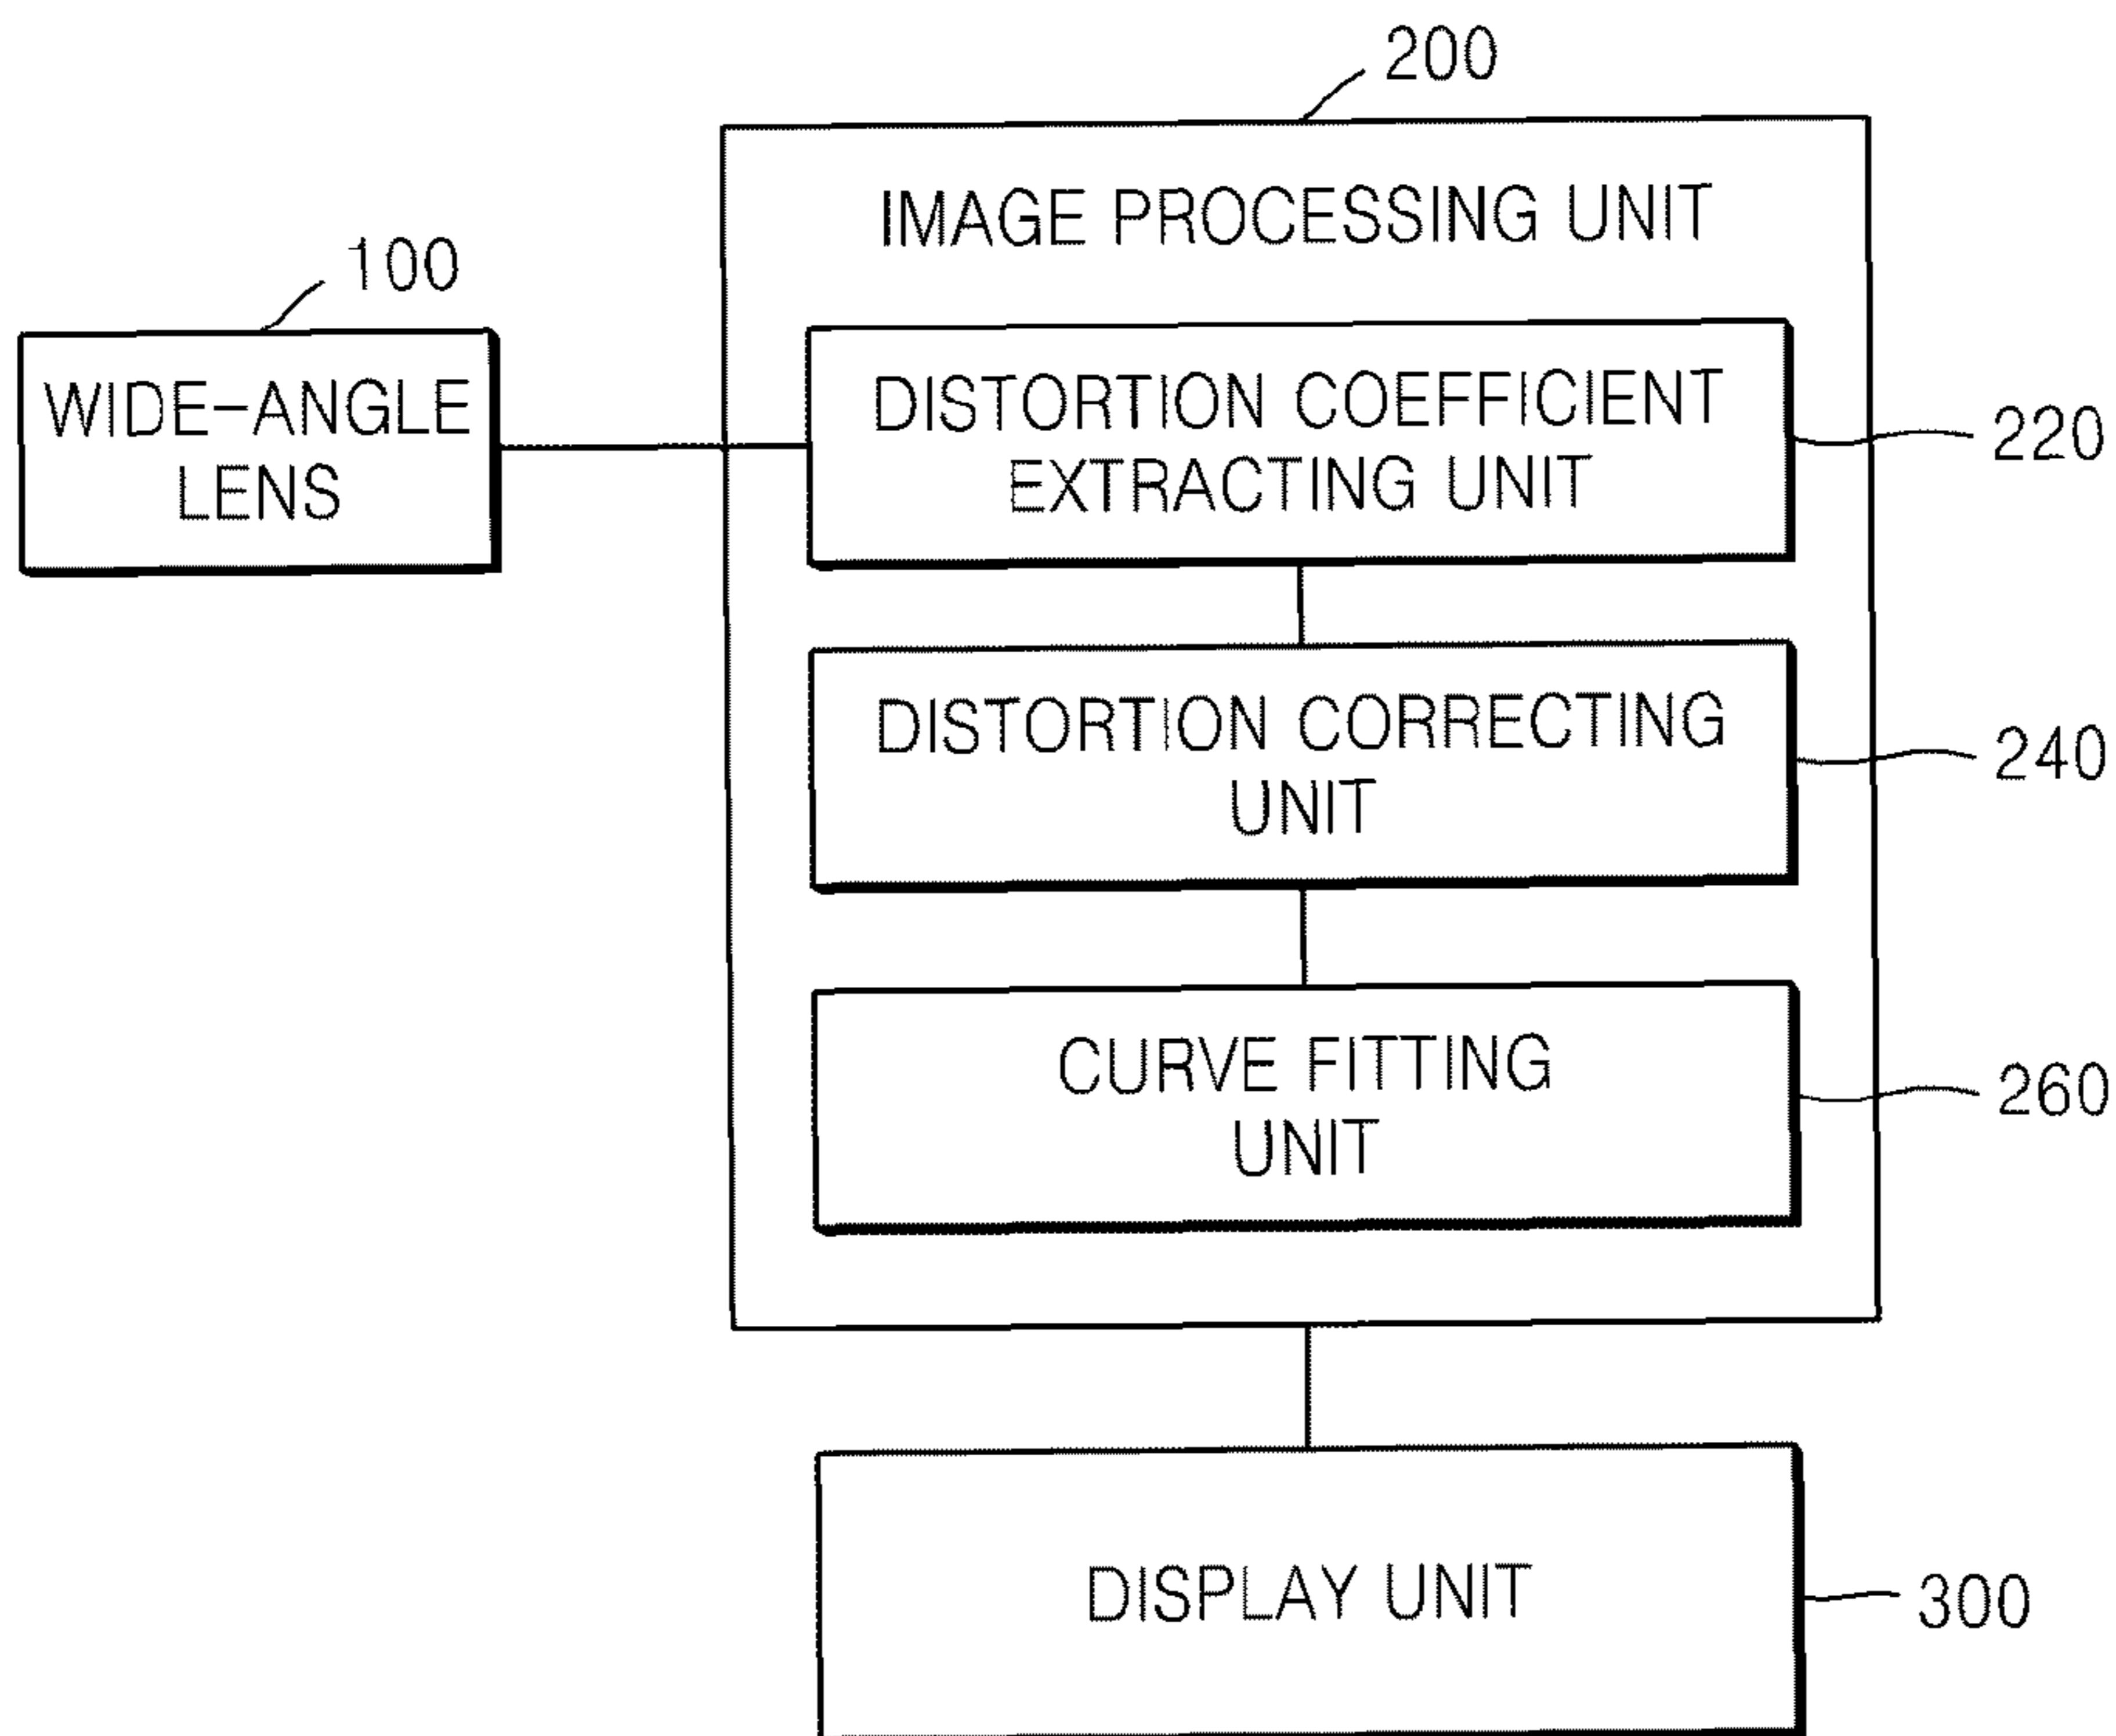 200
IMAGE PROCESSING UNIT
100
WIDE-ANGLE
LENS
DISTORTION COEFFICIENT
EXTRACTING UNIT
220
DISTORTION CORRECTING
UNIT
240
CURVE FITTING
UNIT
260
DISPLAY UNIT
300